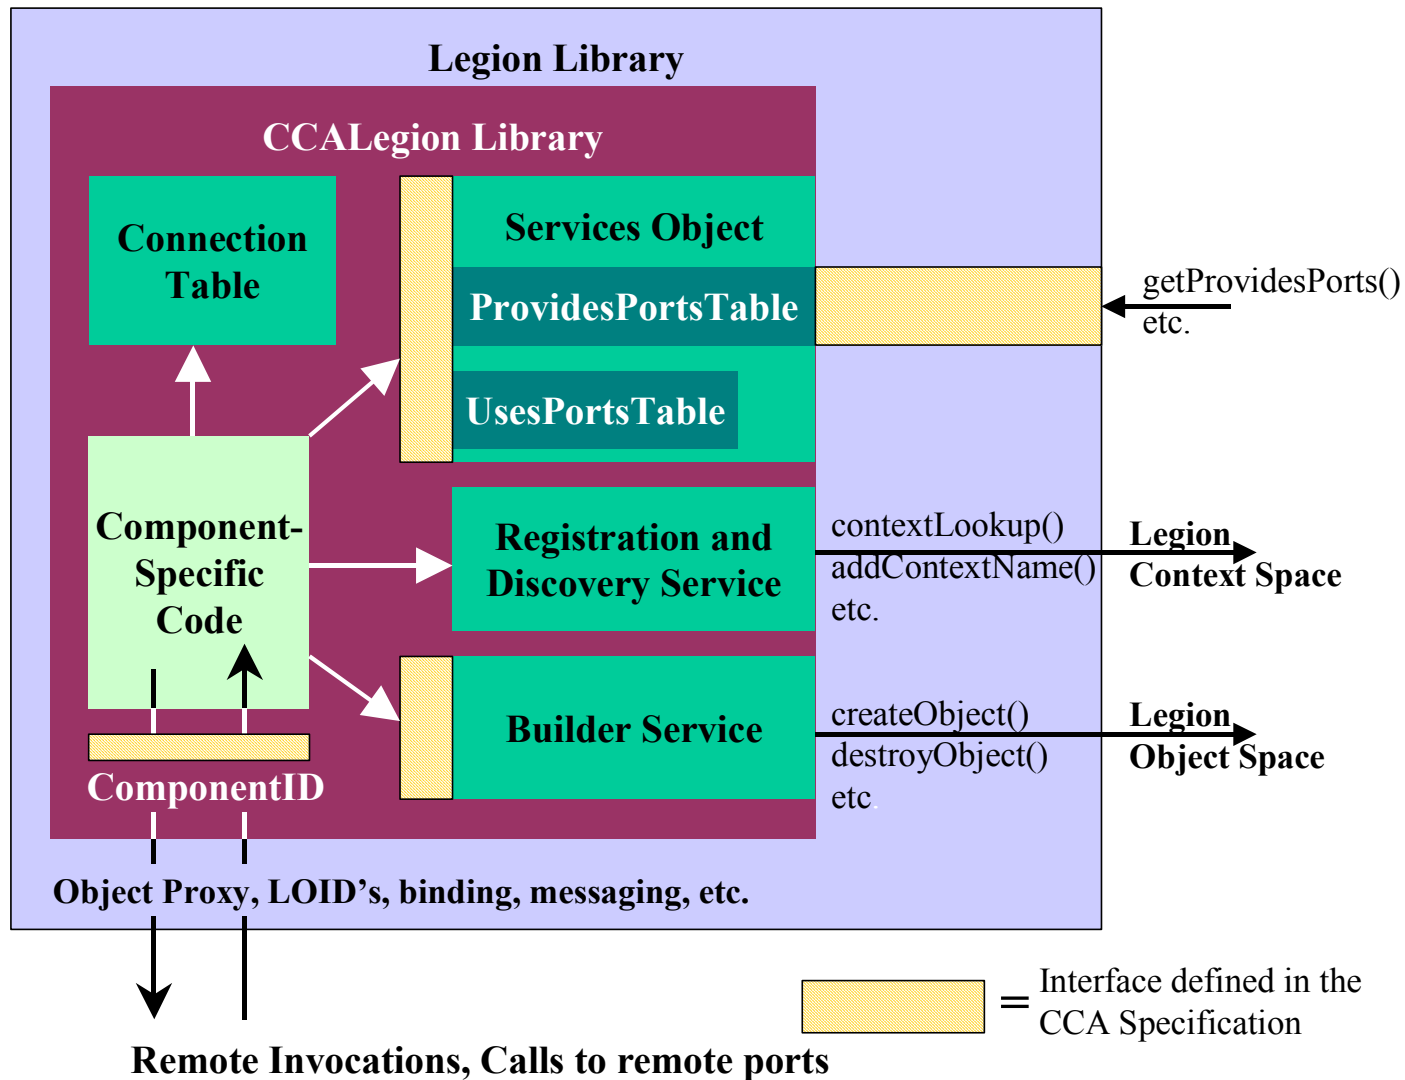 Legion Library
CCALegion Library
Connection
Table
Services Object
ProvidesPortsTable
UsesPortsTable
getProvidesPorts()
etc.
Component-
Specific
Code
Registration and
Discovery Service
contextLookup()
addContextName()
etc.
Legion
Context Space
Builder Service
createObject()
destroyObject()
etc.
Legion
Object Space
ComponentID
Object Proxy, LOID's, binding, messaging, etc.
= Interface defined in the
CCA Specification
Remote Invocations, Calls to remote ports